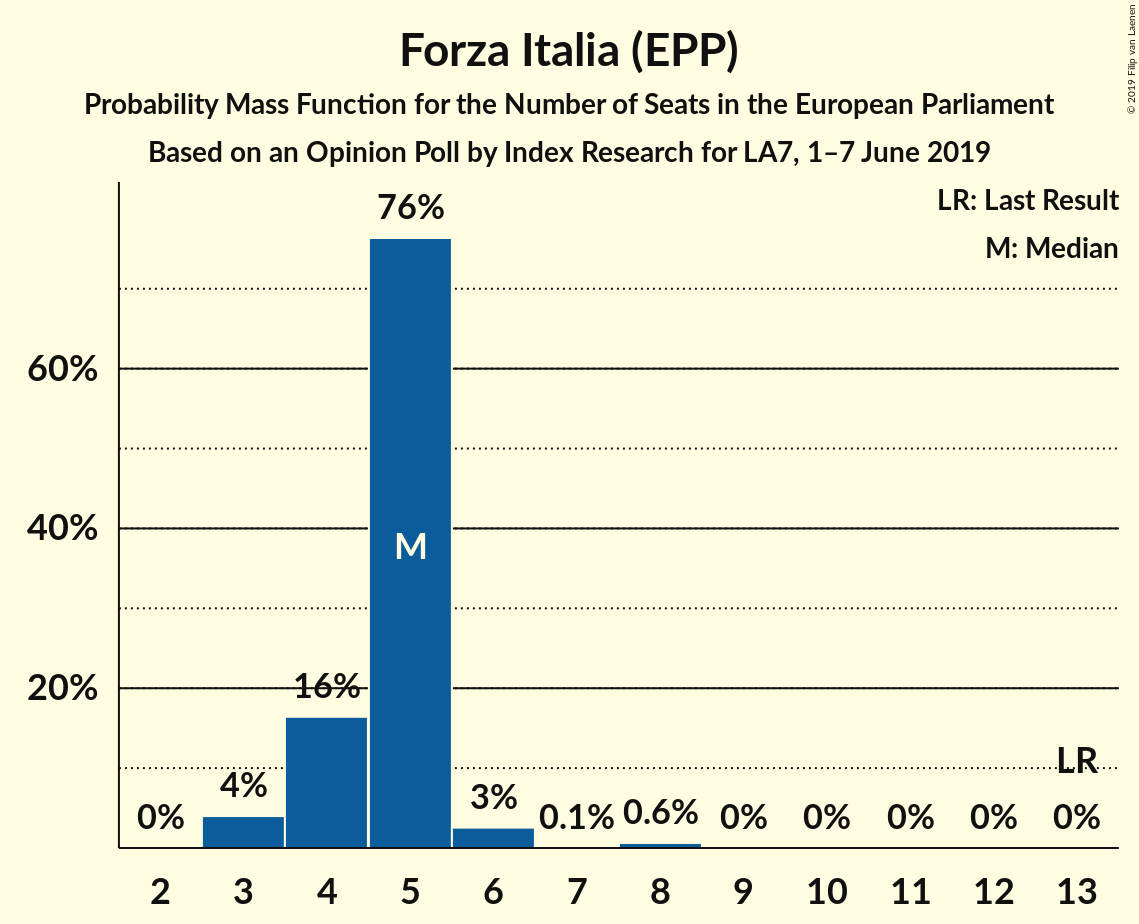 Forza Italia (EPP)
Probability Mass Function for the Number of Seats in the European Parliament
Based on an Opinion Poll by Index Research for LA7, 1–7 June 2019
© 2019 Filip van Laenen
LR: Last Result
M: Median
76%
60%
40%
M
20%
16%
4%
3%
0%
0.1%
0.6%
0%
0%
0%
0%
LR
0%
2 3 4 5 6 7 8 9 10 11 12 13